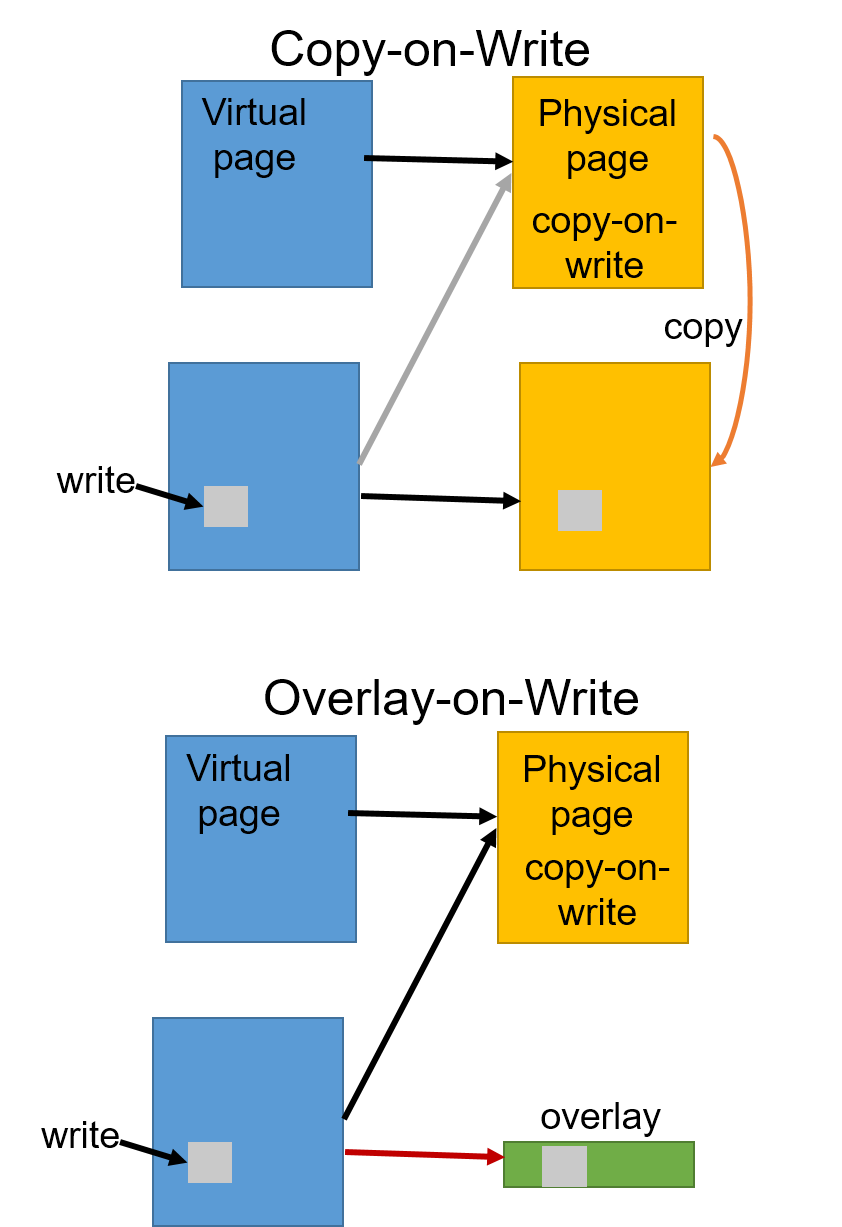 Copy-on-Write
Virtual
page
Physical
page
copy-on-
write
copy
write
Overlay-on-Write
Virtual
page
Physical
page
copy-on-
write
overlay
write